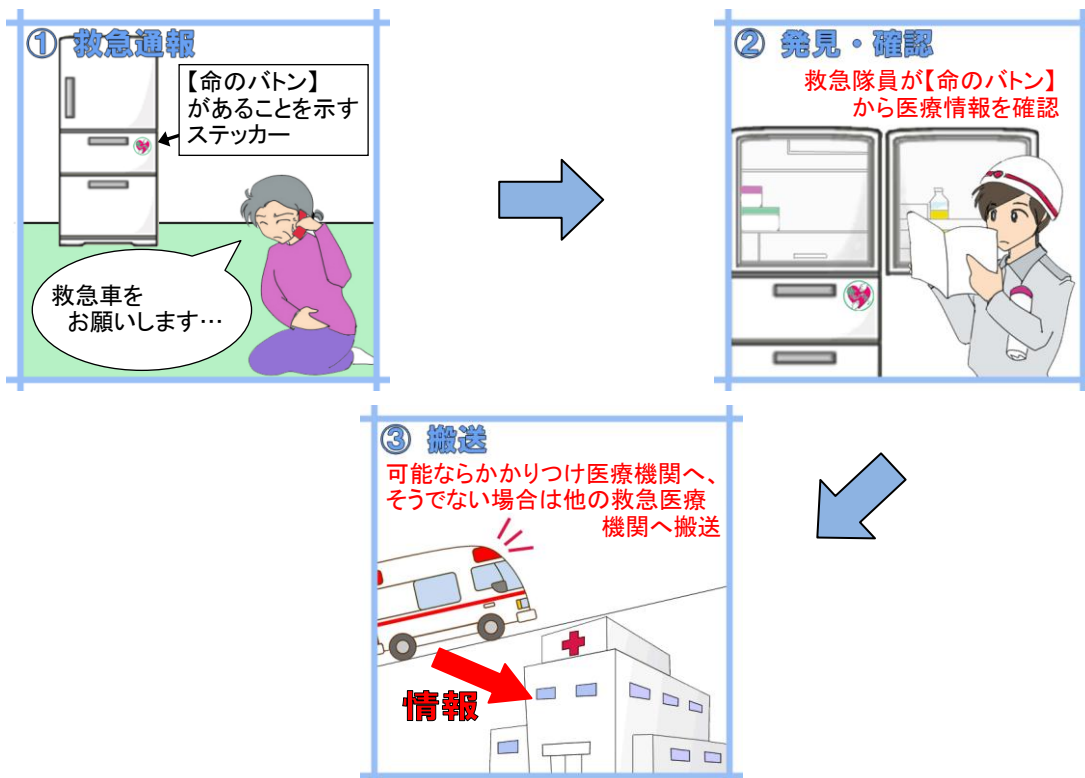 ① 救急通報
【命のバトン】
があることを示す
ステッカー
救急車を
お願いします…
② 発見・確認
救急隊員が【命のバトン】
から医療情報を確認
③ 搬送
可能ならかかりつけ医療機関へ、
そうでない場合は他の救急医療
機関へ搬送
情報